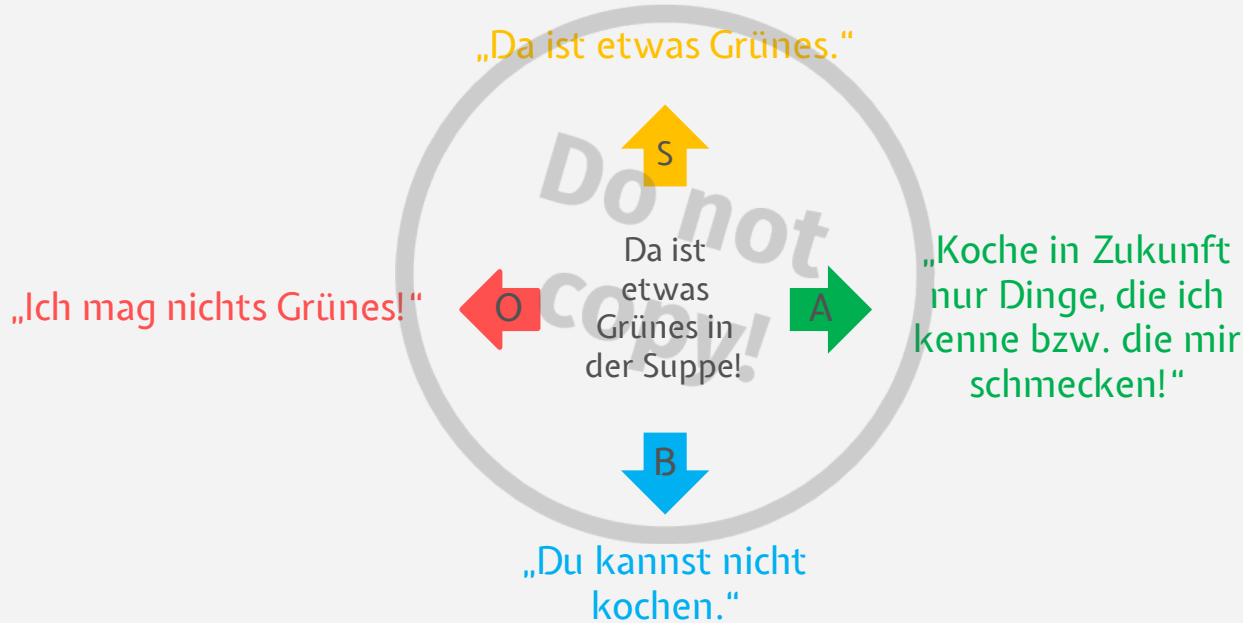 „Da ist etwas Grünes.“
S
Do not
copy!
„Ich mag nichts Grünes!“
O
Da ist
etwas
Grünes in
der Suppe!
A
„Koche in Zukunft
nur Dinge, die ich
kenne bzw. die mir
schmecken!“
B
„Du kannst nicht
kochen.“